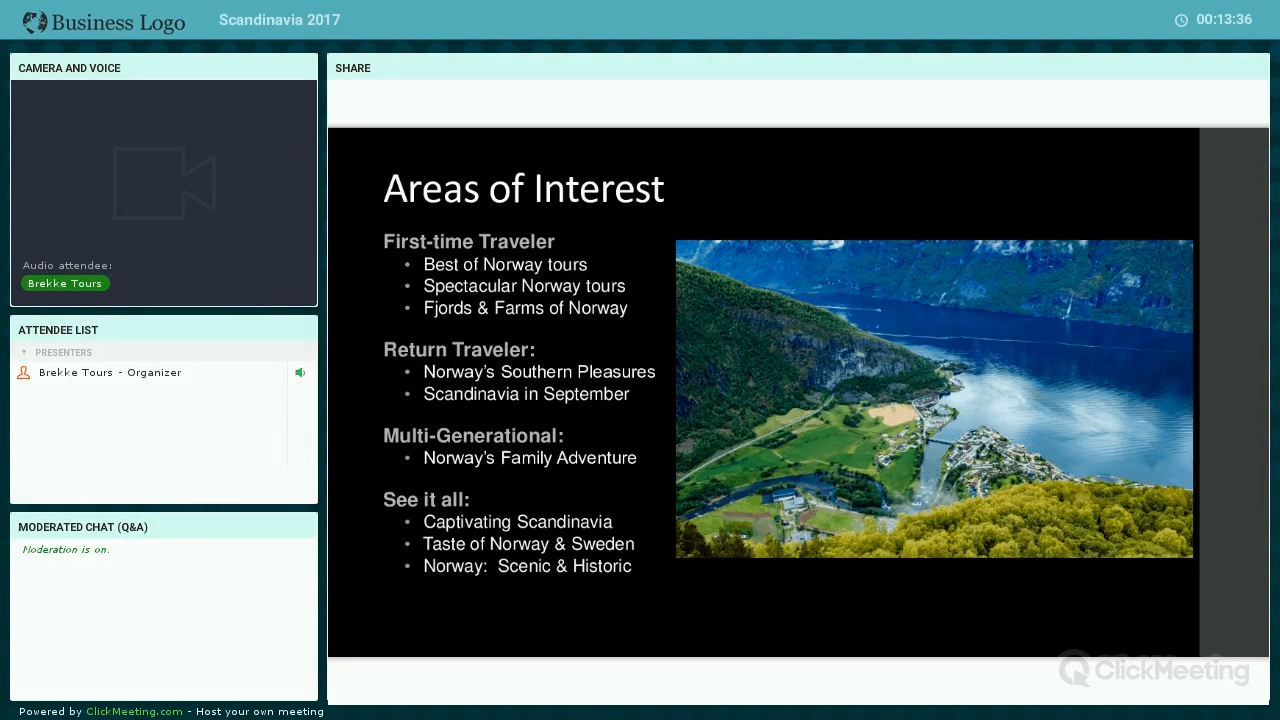 Business Logo
Scandinavia 2017
00:13:36
CAMERA AND VOICE
Audio attendee:
Brekke Tours
ATTENDEE LIST
PRESENTERS
Brekke Tours - Organizer
MODERATED CHAT (Q&A)
Moderation is on.
SHARE
Areas of Interest
First-time Traveler
• Best of Norway tours
• Spectacular Norway tours
• Fjords & Farms of Norway
Return Traveler:
• Norway's Southern Pleasures
• Scandinavia in September
Multi-Generational:
• Norway's Family Adventure
See it all:
• Captivating Scandinavia
• Taste of Norway & Sweden
• Norway: Scenic & Historic
ClickMeeting
Powered by ClickMeeting.com - Host your own meeting